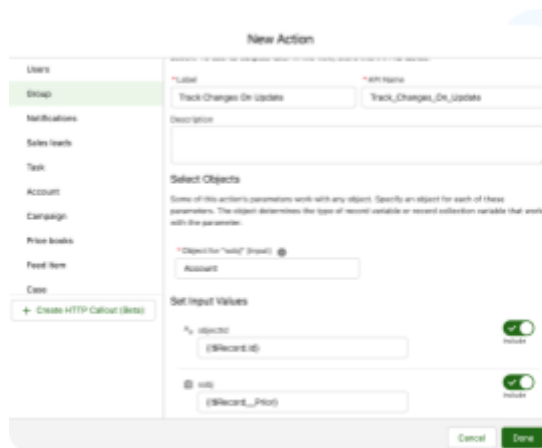 New Action
Users
Group
Notifications
Sales leads
Task
Account
Campaign
Price books
Feed Item
Case
+ Create HTTP Callout (Beta)
*Label
*API Name
Track Changes On Update
Track_Changes_On_Update
Description
Select Objects
Some of this action's parameters work with any object. Specify an object for each of these
parameters. The object determines the type of record variable or record collection variable that work
with the parameter.
*Object for "sobj" (Input)
Account
Set Input Values
objectId
{!$Record.Id}
Include
sobj
{!$Record__Prior}
Include
Cancel
Done